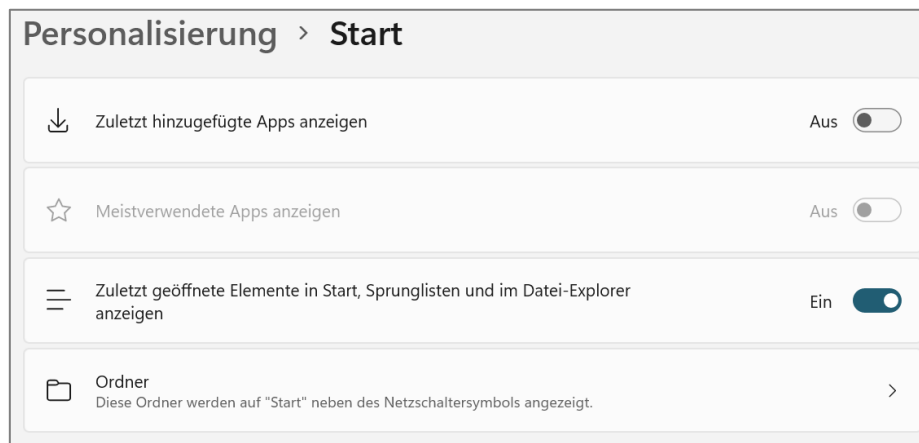 Personalisierung > Start
Zuletzt hinzugefügte Apps anzeigen Aus
Meistverwendete Apps anzeigen Aus
Zuletzt geöffnete Elemente in Start, Sprunglisten und im Datei-Explorer
anzeigen Ein
Ordner
Diese Ordner werden auf "Start" neben des Netzschaltersymbols angezeigt.